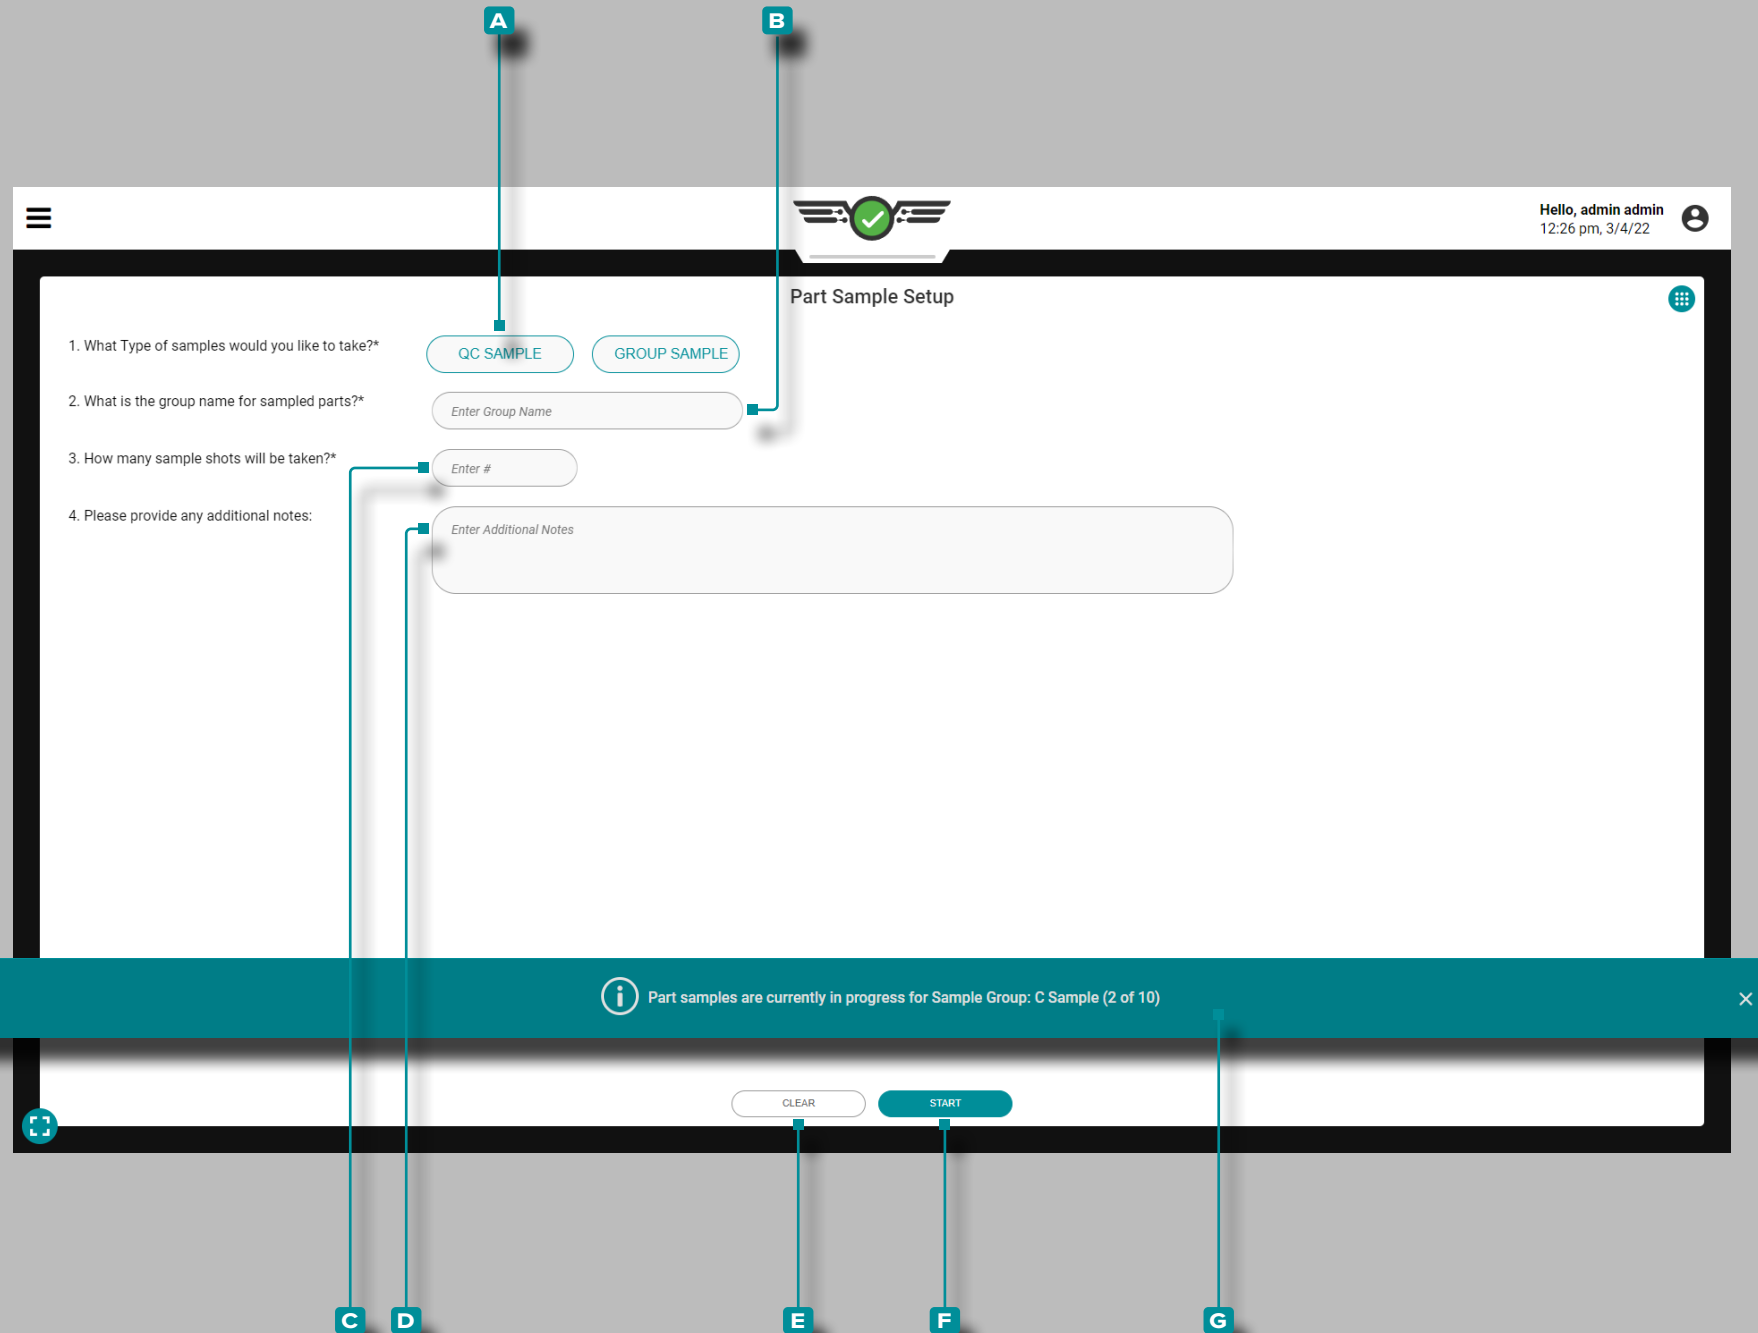 A B
Hello, admin admin
12:26 pm, 3/4/22
Part Sample Setup
1. What Type of samples would you like to take?* QC SAMPLE GROUP SAMPLE
2. What is the group name for sampled parts?* Enter Group Name
3. How many sample shots will be taken?* Enter #
4. Please provide any additional notes: Enter Additional Notes
Part samples are currently in progress for Sample Group: C Sample (2 of 10)
CLEAR START
C D E F G